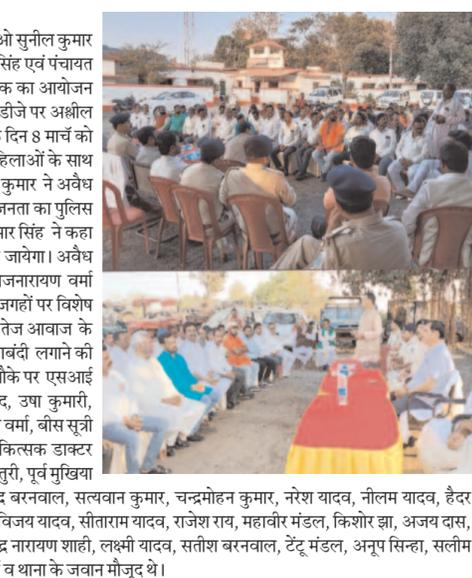 ओ सुनील कुमार
सिंह एवं पंचायत
क का आयोजन
डीजे पर अश्लील
दिन 8 मार्च को
हिलाओं के साथ
कुमार ने अवैध
जनता का पुलिस
मार सिंह ने कहा
जायेगा। अवैध
जनारायण वर्मा
जगहों पर विशेष
तेज आवाज के
ाबंदी लगाने की
ौके पर एसआई
द, उषा कुमारी,
वर्मा, बीस सूत्री
कित्सक डाक्टर
तुरी, पूर्व मुखिया
द बरनवाल, सत्यवान कुमार, चन्द्रमोहन कुमार, नरेश यादव, नीलम यादव, हैदर
विजय यादव, सीताराम यादव, राजेश राय, महावीर मंडल, किशोर झा, अजय दास,
द्र नारायण शाही, लक्ष्मी यादव, सतीश बरनवाल, टेंटू मंडल, अनूप सिन्हा, सलीम
व थाना के जवान मौजूद थे।